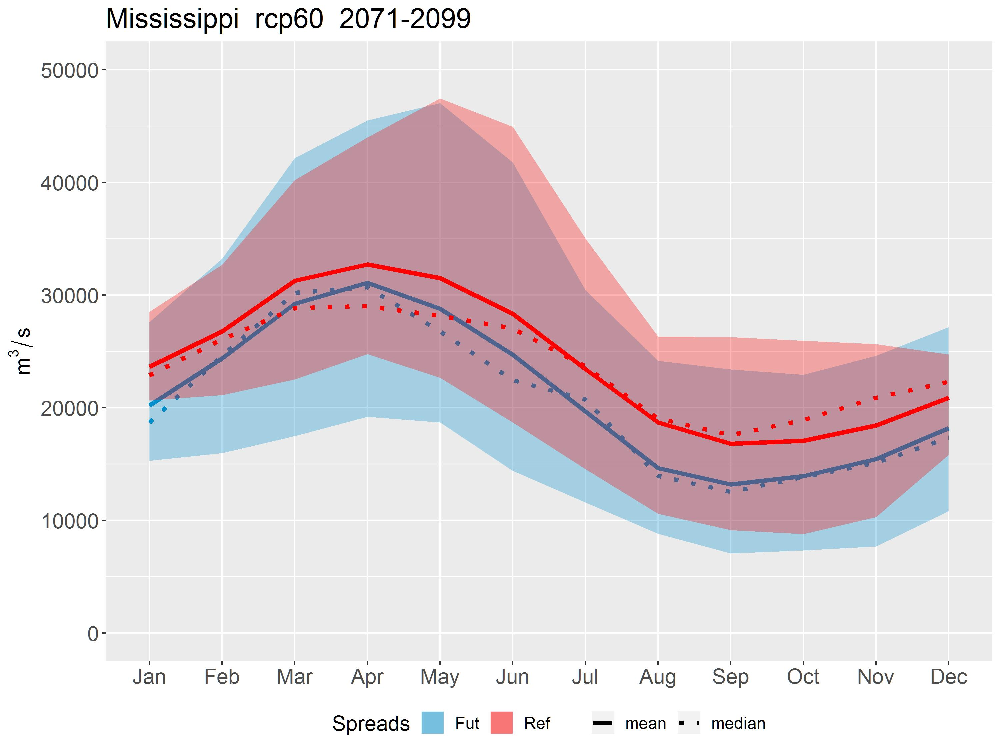 Mississippi rcp60 2071-2099
50000
40000
30000
20000
10000
0
m³/s
Jan Feb Mar Apr May Jun Jul Aug Sep Oct Nov Dec
Spreads Fut Ref mean median